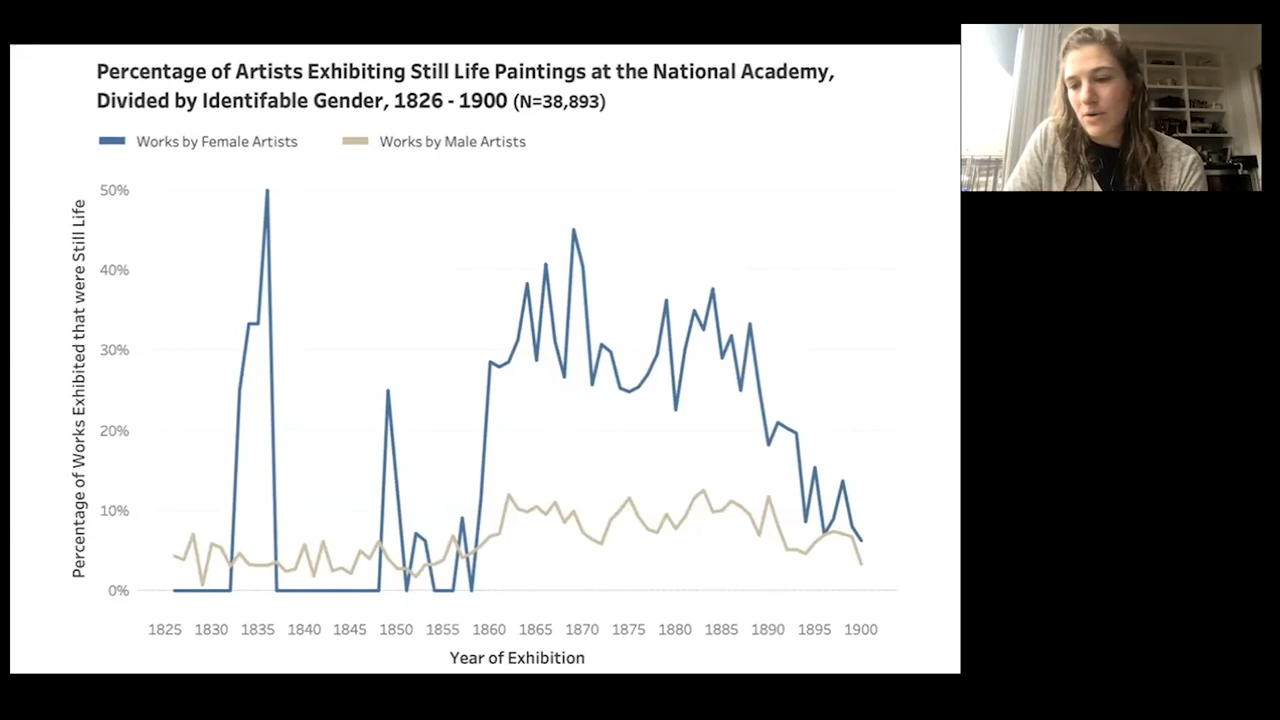 Percentage of Artists Exhibiting Still Life Paintings at the National Academy,
Divided by Identifable Gender, 1826 - 1900 (N=38,893)
Works by Female Artists
Works by Male Artists
Percentage of Works Exhibited that were Still Life
50%
40%
30%
20%
10%
0%
1825 1830 1835 1840 1845 1850 1855 1860 1865 1870 1875 1880 1885 1890 1895 1900
Year of Exhibition